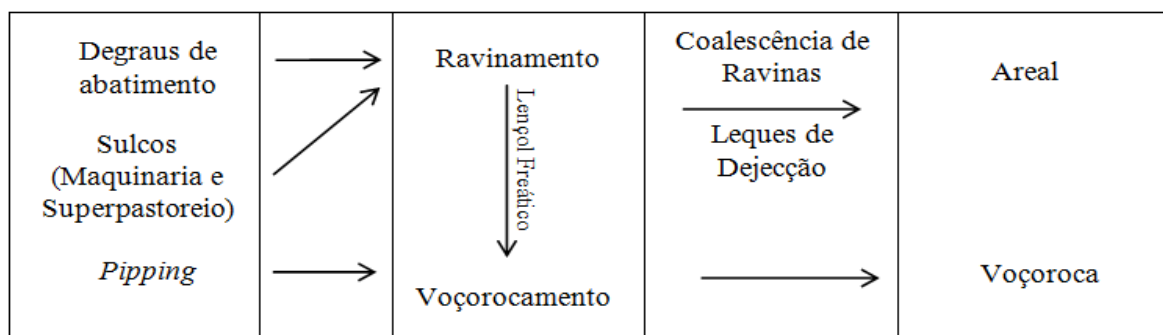 Degraus de
abatimento
Sulcos
(Maquinaria e
Superpastoreio)
Pipping
Ravinamento
Lençol Freático
Voçorocamento
Coalescência de
Ravinas
Leques de
Dejecção
Areal
Voçoroca